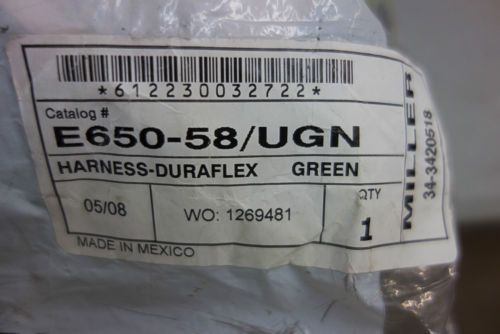 *612230032722*
Catalog #
E650-58/UGN
HARNESS-DURAFLEX GREEN
05/08
WO: 1269481
QTY
1
MADE IN MEXICO
MILLER
34-3420518